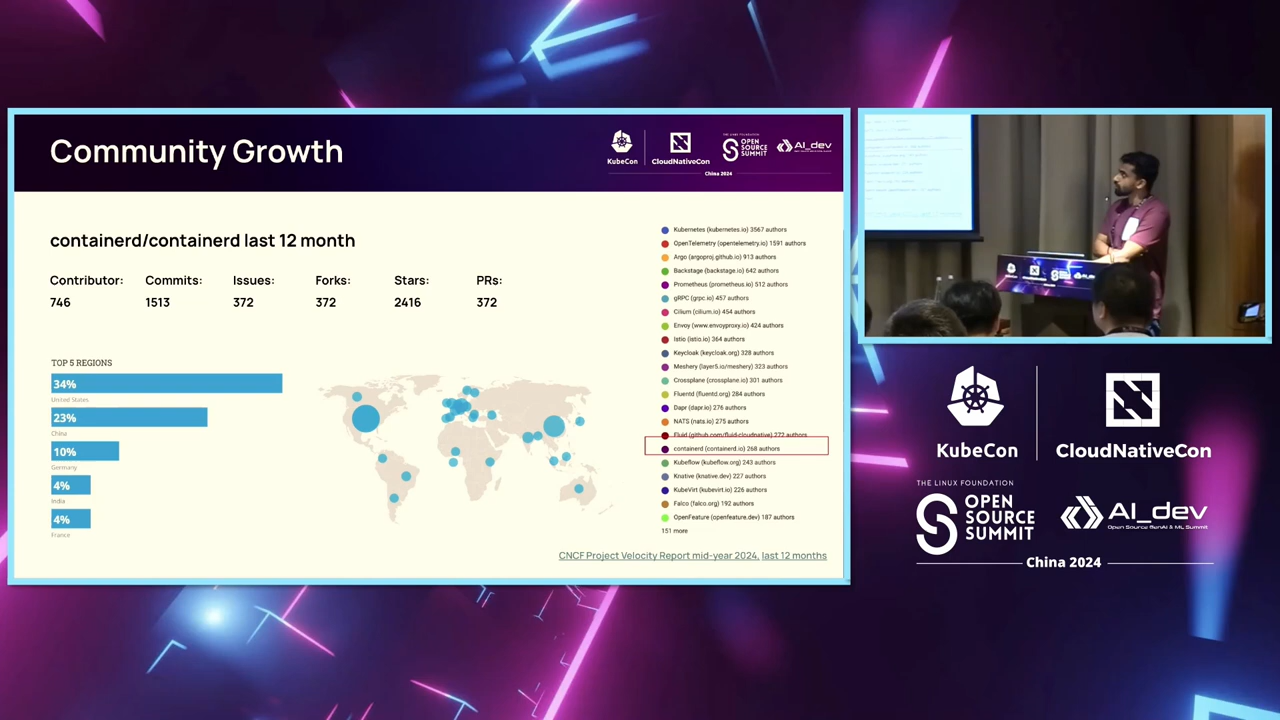 Community Growth
KubeCon
CloudNativeCon
THE LINUX FOUNDATION
OPEN
SOURCE
SUMMIT
AI_dev
China 2024
containerd/containerd last 12 month
Contributor: Commits: Issues: Forks: Stars: PRs:
746 1513 372 372 2416 372
TOP 5 REGIONS
34%
United States
23%
China
10%
Germany
4%
India
4%
France
Kubernetes (kubernetes.io) 3567 authors
OpenTelemetry (opentelemetry.io) 1591 authors
Argo (argoproj.github.io) 913 authors
Backstage (backstage.io) 642 authors
Prometheus (prometheus.io) 512 authors
gRPC (grpc.io) 457 authors
Cilium (cilium.io) 454 authors
Envoy (www.envoyproxy.io) 424 authors
Istio (istio.io) 364 authors
Keycloak (keycloak.org) 328 authors
Meshery (layer5.io/meshery) 323 authors
Crossplane (crossplane.io) 301 authors
Fluentd (fluentd.org) 284 authors
Dapr (dapr.io) 276 authors
NATS (nats.io) 275 authors
Fluid (github.com/fluid-cloudnative) 272 authors
containerd (containerd.io) 268 authors
Kubeflow (kubeflow.org) 243 authors
Knative (knative.dev) 227 authors
KubeVirt (kubevirt.io) 226 authors
Falco (falco.org) 192 authors
OpenFeature (openfeature.dev) 187 authors
151 more
CNCF Project Velocity Report mid-year 2024, last 12 months
KubeCon
CloudNativeCon
THE LINUX FOUNDATION
OPEN
SOURCE
SUMMIT
AI_dev
Open Source GenAI & ML Summit
China 2024